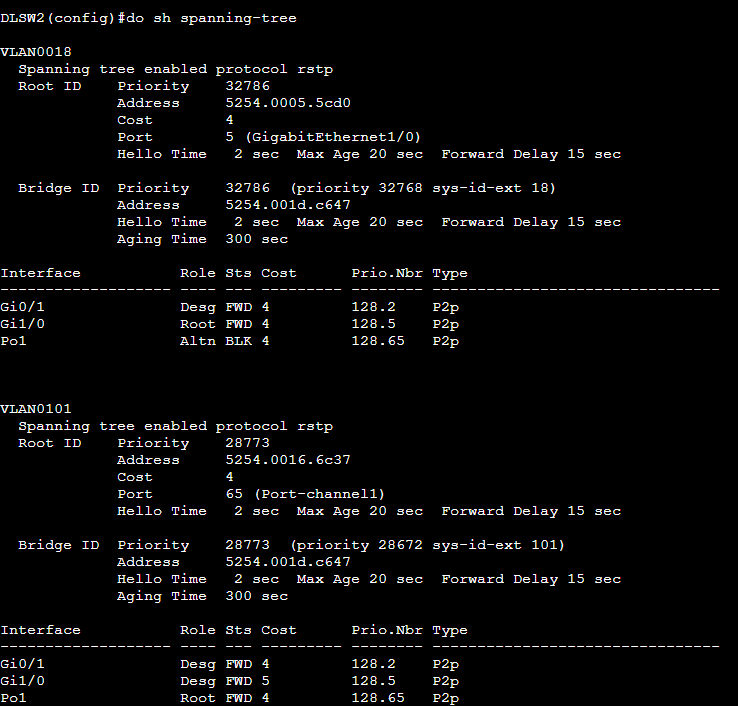 DLSW2(config)#do sh spanning-tree
VLAN0018
  Spanning tree enabled protocol rstp
  Root ID    Priority    32786
             Address     5254.0005.5cd0
             Cost        4
             Port        5 (GigabitEthernet1/0)
             Hello Time   2 sec  Max Age 20 sec  Forward Delay 15 sec
  Bridge ID  Priority    32786  (priority 32768 sys-id-ext 18)
             Address     5254.001d.c647
             Hello Time   2 sec  Max Age 20 sec  Forward Delay 15 sec
             Aging Time  300 sec
Interface           Role Sts Cost      Prio.Nbr Type
------------------- ---- --- --------- -------- --------------------------------
Gi0/1               Desg FWD 4         128.2    P2p
Gi1/0               Root FWD 4         128.5    P2p
Po1                 Altn BLK 4         128.65   P2p
VLAN0101
  Spanning tree enabled protocol rstp
  Root ID    Priority    28773
             Address     5254.0016.6c37
             Cost        4
             Port        65 (Port-channel1)
             Hello Time   2 sec  Max Age 20 sec  Forward Delay 15 sec
  Bridge ID  Priority    28773  (priority 28672 sys-id-ext 101)
             Address     5254.001d.c647
             Hello Time   2 sec  Max Age 20 sec  Forward Delay 15 sec
             Aging Time  300 sec
Interface           Role Sts Cost      Prio.Nbr Type
------------------- ---- --- --------- -------- --------------------------------
Gi0/1               Desg FWD 4         128.2    P2p
Gi1/0               Desg FWD 5         128.5    P2p
Po1                 Root FWD 4         128.65   P2p